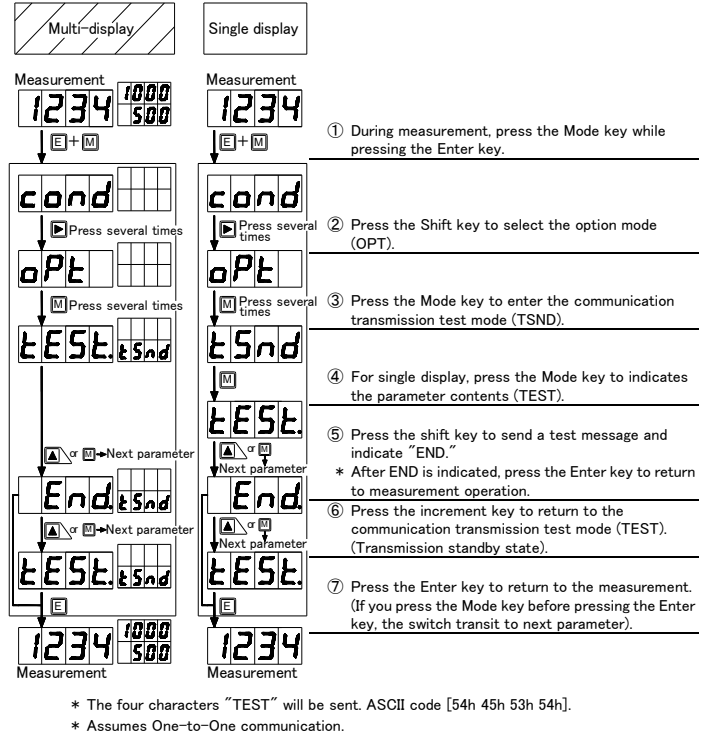 Multi-display
Single display
Measurement
1234
1000
500
E + M
cond
Press several times
oPt
M Press several times
tESt. tSnd
or M Next parameter
End. tSnd
or M Next parameter
tESt. tSnd
E
1234
1000
500
Measurement
Measurement
1234
E + M
cond
Press several
times
oPt
M Press several
times
tSnd
M
tESt.
or M
Next parameter
End.
or M
Next parameter
tESt.
E
1234
Measurement
① During measurement, press the Mode key while
pressing the Enter key.
② Press the Shift key to select the option mode
(OPT).
③ Press the Mode key to enter the communication
transmission test mode (TSND).
④ For single display, press the Mode key to indicates
the parameter contents (TEST).
⑤ Press the shift key to send a test message and
indicate "END."
* After END is indicated, press the Enter key to return
to measurement operation.
⑥ Press the increment key to return to the
communication transmission test mode (TEST).
(Transmission standby state).
⑦ Press the Enter key to return to the measurement.
(If you press the Mode key before pressing the Enter
key, the switch transit to next parameter).
* The four characters "TEST" will be sent. ASCII code [54h 45h 53h 54h].
* Assumes One-to-One communication.